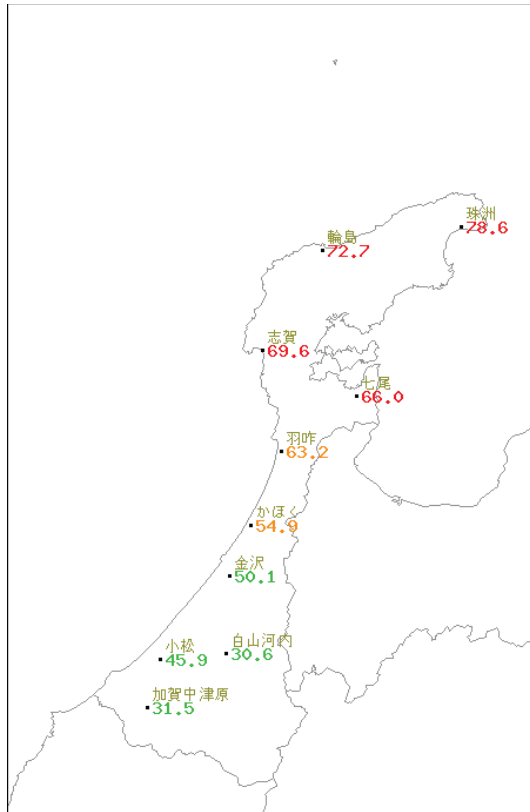 珠洲
78.6
輪島
72.7
志賀
69.6
七尾
66.0
羽咋
63.2
かほく
54.9
金沢
50.1
白山河内
30.6
小松
45.9
加賀中津原
31.5